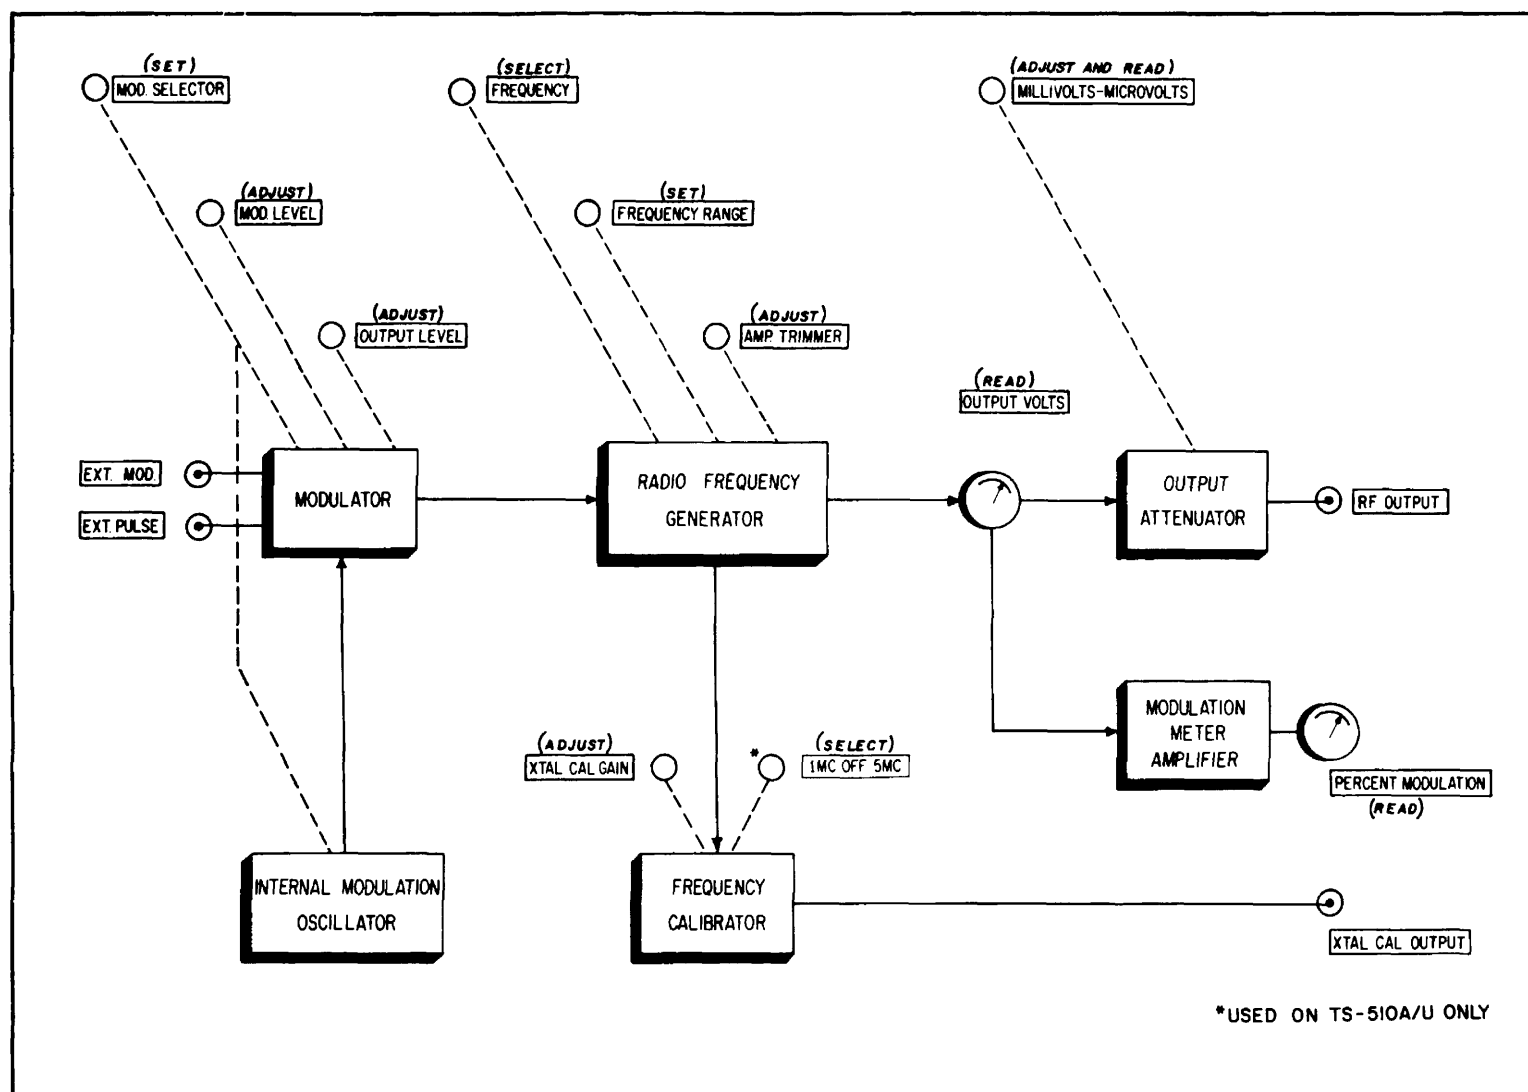 (SET)
MOD. SELECTOR
(SELECT)
FREQUENCY
(ADJUST AND READ)
MILLIVOLTS-MICROVOLTS
(ADJUST)
MOD. LEVEL
(SET)
FREQUENCY RANGE
(ADJUST)
OUTPUT LEVEL
(ADJUST)
AMP. TRIMMER
(READ)
OUTPUT VOLTS
EXT. MOD.
EXT. PULSE
MODULATOR
RADIO FREQUENCY
GENERATOR
OUTPUT
ATTENUATOR
RF OUTPUT
MODULATION
METER
AMPLIFIER
PERCENT MODULATION
(READ)
(ADJUST)
XTAL CAL GAIN
*
(SELECT)
1MC OFF 5MC
INTERNAL MODULATION
OSCILLATOR
FREQUENCY
CALIBRATOR
XTAL CAL OUTPUT
*USED ON TS-510A/U ONLY